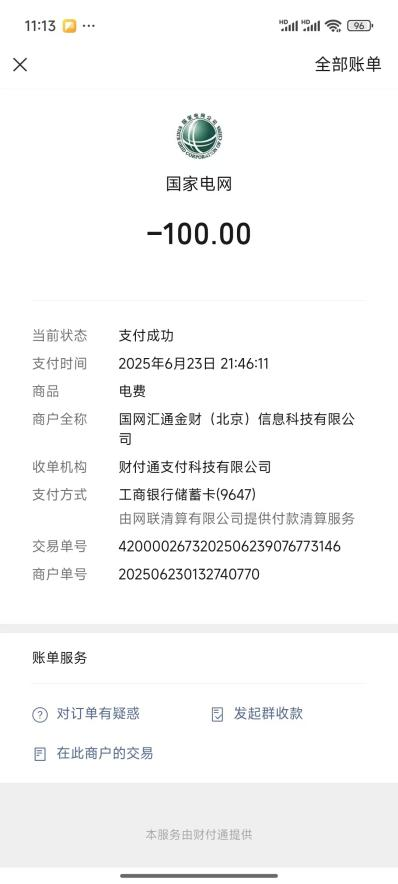 11:13
HD HD 96
全部账单
国家电网
-100.00
当前状态 支付成功
支付时间 2025年6月23日 21:46:11
商品 电费
商户全称 国网汇通金财（北京）信息科技有限公
司
收单机构 财付通支付科技有限公司
支付方式 工商银行储蓄卡(9647)
由网联清算有限公司提供付款清算服务
交易单号 4200002673202506239076773146
商户单号 202506230132740770
账单服务
对订单有疑惑 发起群收款
在此商户的交易
本服务由财付通提供